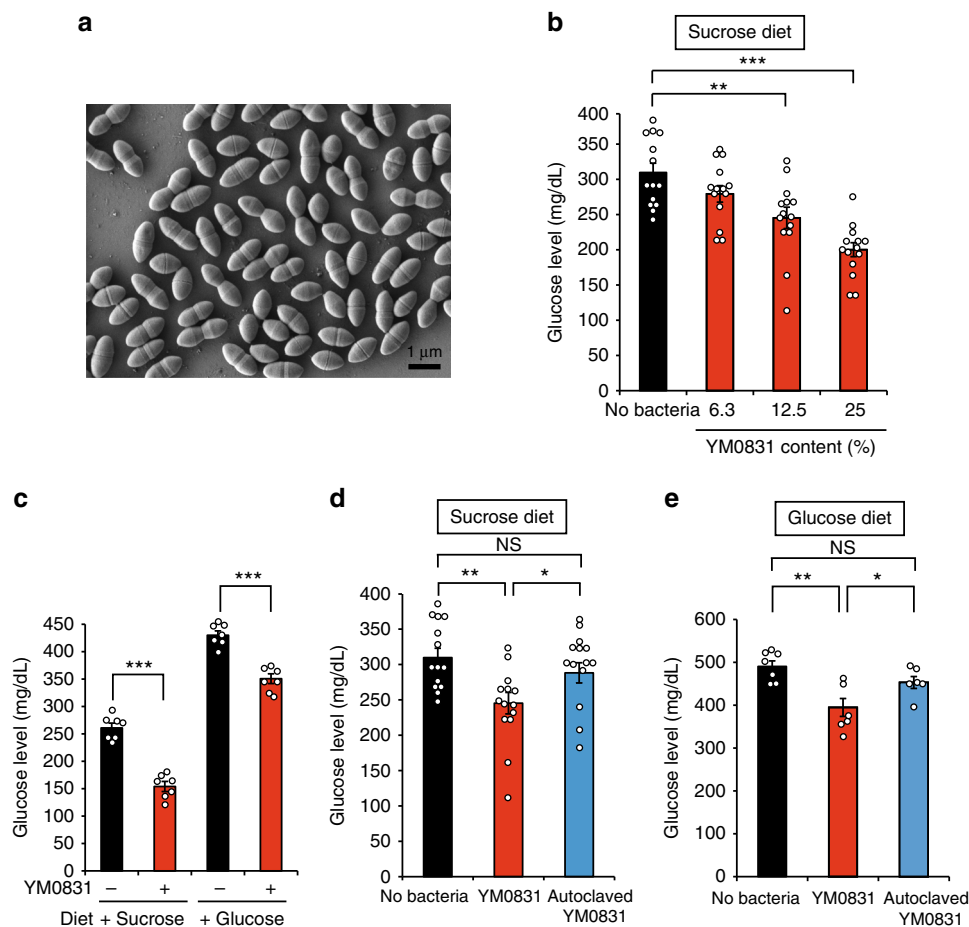 a
1 μm
b
Sucrose diet
***
**
Glucose level (mg/dL)
400
350
300
250
200
150
100
50
0
No bacteria 6.3 12.5 25
YM0831 content (%)
c
***
***
Glucose level (mg/dL)
450
400
350
300
250
200
150
100
50
0
YM0831 – + – +
Diet + Sucrose + Glucose
d
Sucrose diet
NS
** *
Glucose level (mg/dL)
400
350
300
250
200
150
100
50
0
No bacteria YM0831 Autoclaved
YM0831
e
Glucose diet
NS
** *
Glucose level (mg/dL)
600
500
400
300
200
100
0
No bacteria YM0831 Autoclaved
YM0831